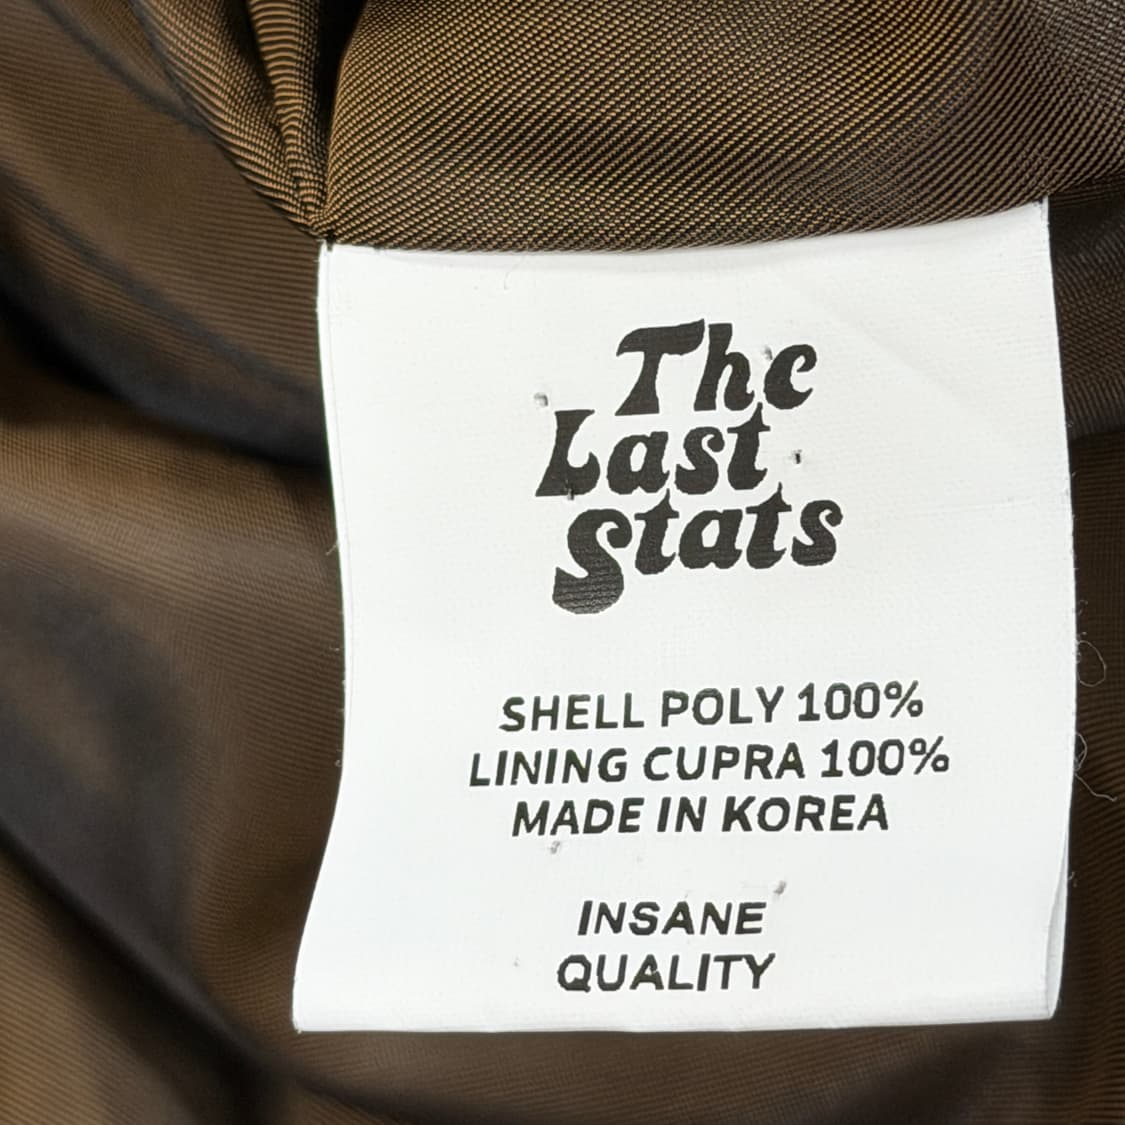 The
Last
Stats
SHELL POLY 100%
LINING CUPRA 100%
MADE IN KOREA
INSANE
QUALITY